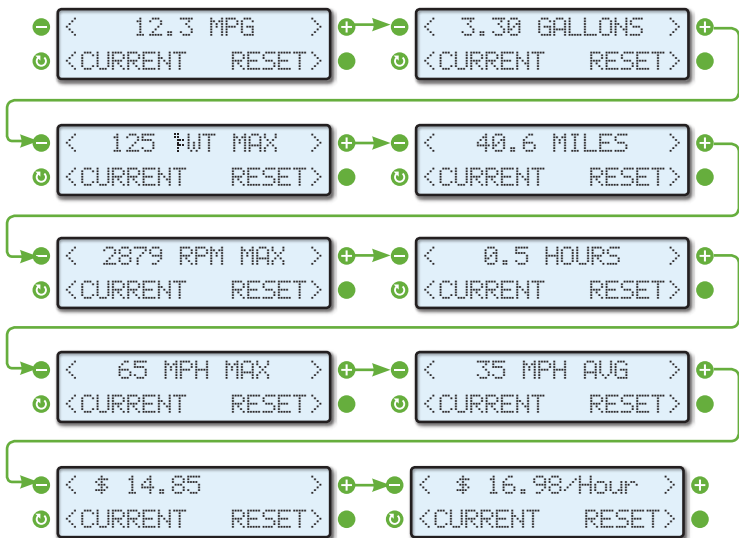 < 12.3 MPG >
<CURRENT RESET>
< 3.30 GALLONS >
<CURRENT RESET>
< 125 °FWT MAX >
<CURRENT RESET>
< 40.6 MILES >
<CURRENT RESET>
< 2879 RPM MAX >
<CURRENT RESET>
< 0.5 HOURS >
<CURRENT RESET>
< 65 MPH MAX >
<CURRENT RESET>
< 35 MPH AVG >
<CURRENT RESET>
< $ 14.85 >
<CURRENT RESET>
< $ 16.98/Hour >
<CURRENT RESET>